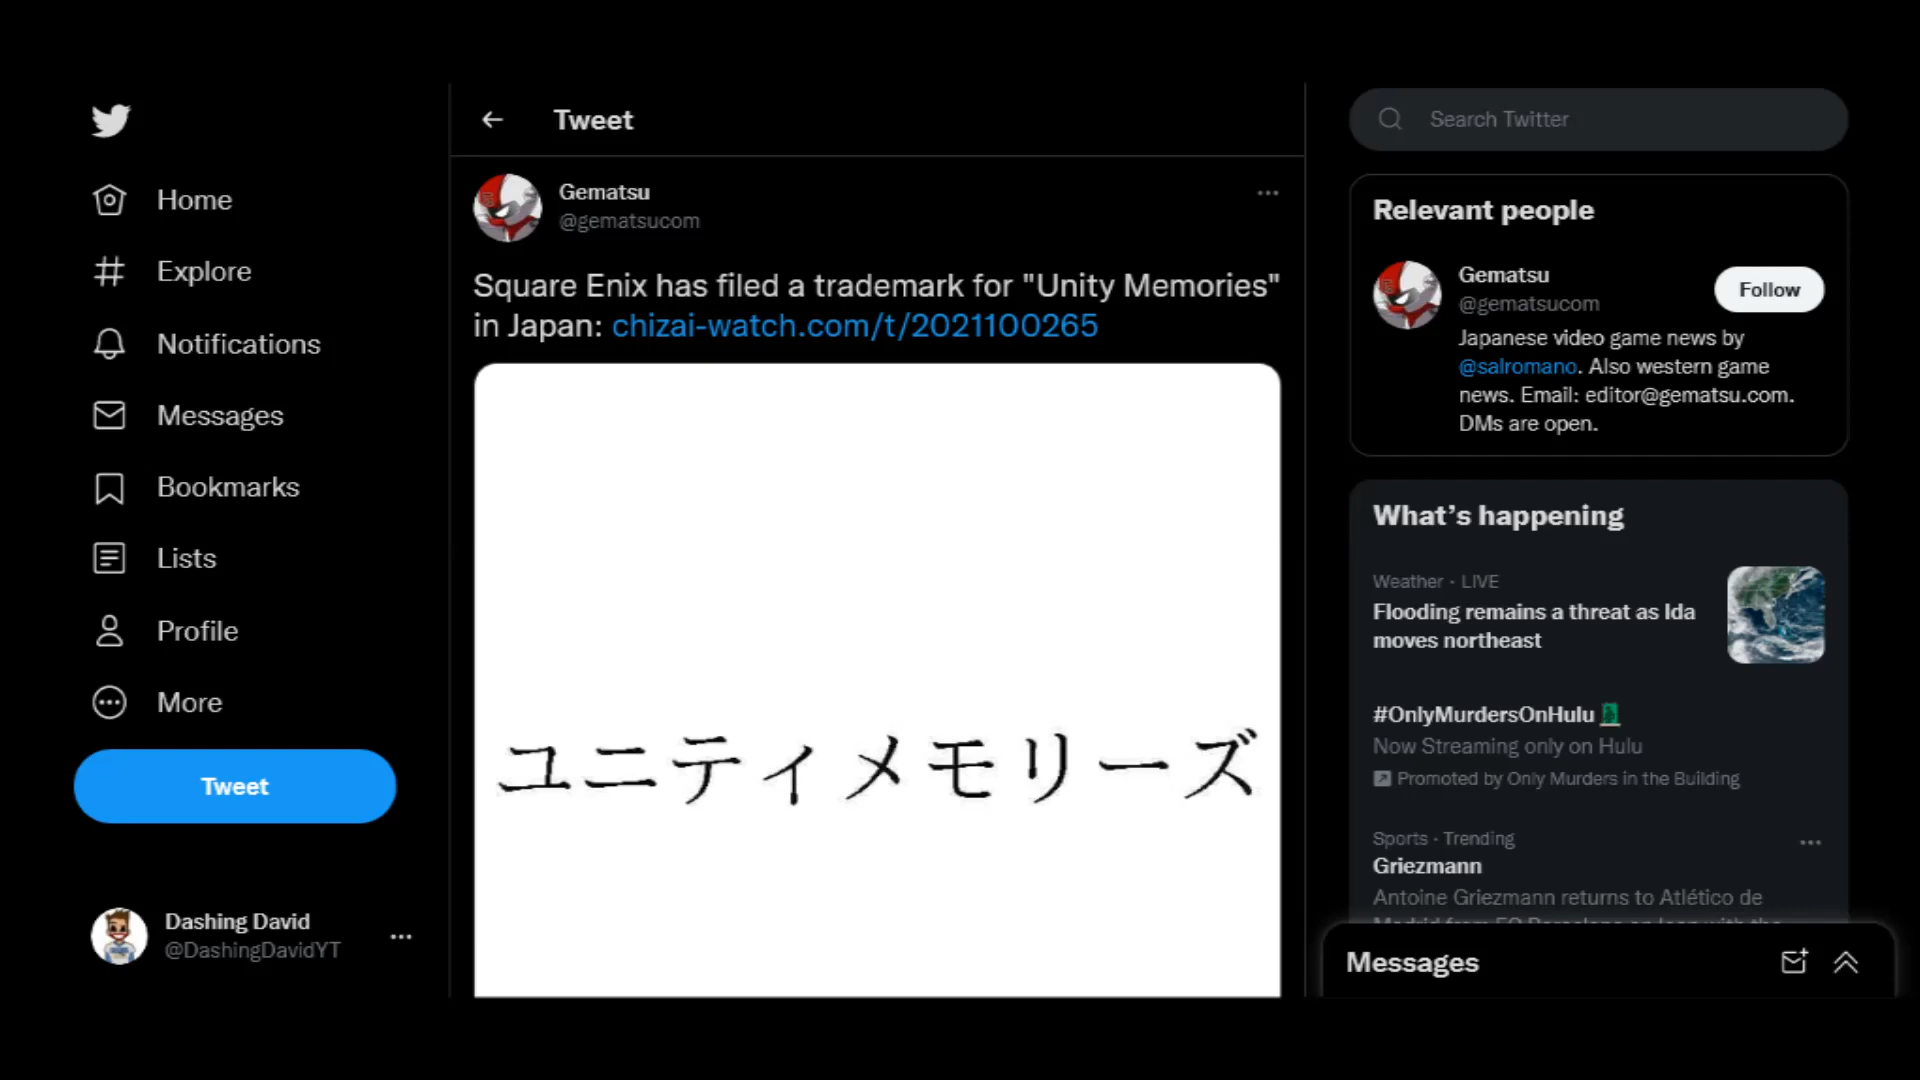 Home
Explore
Notifications
Messages
Bookmarks
Lists
Profile
More
Tweet
Dashing David
@DashingDavidYT
Tweet
Gematsu
@gematsucom
Square Enix has filed a trademark for "Unity Memories"
in Japan: chizai-watch.com/t/2021100265
ユニティメモリーズ
Search Twitter
Relevant people
Gematsu
@gematsucom
Follow
Japanese video game news by
@salromano. Also western game
news. Email: editor@gematsu.com.
DMs are open.
What's happening
Weather · LIVE
Flooding remains a threat as Ida
moves northeast
#OnlyMurdersOnHulu
Now Streaming only on Hulu
Promoted by Only Murders in the Building
Sports · Trending
Griezmann
Antoine Griezmann returns to Atlético de
Messages